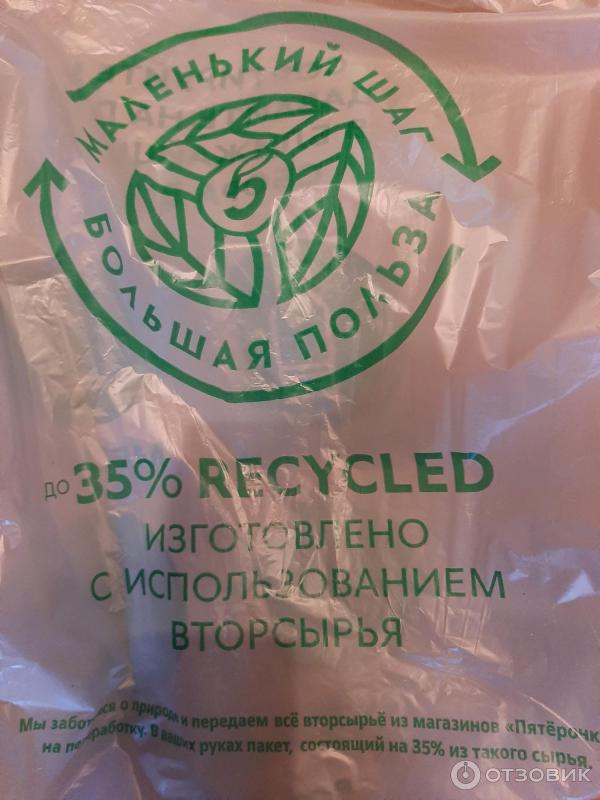 МАЛЕНЬКИЙ ШАГ
5
БОЛЬШАЯ ПОЛЬЗА
ДО 35% RECYCLED
ИЗГОТОВЛЕНО
С ИСПОЛЬЗОВАНИЕМ
ВТОРСЫРЬЯ
Мы заботимся о природе и передаем всё вторсырьё из магазинов «Пятёрочк
на переработку. В ваших руках пакет, состоящий на 35% из такого сырья.
ОТЗОВИК